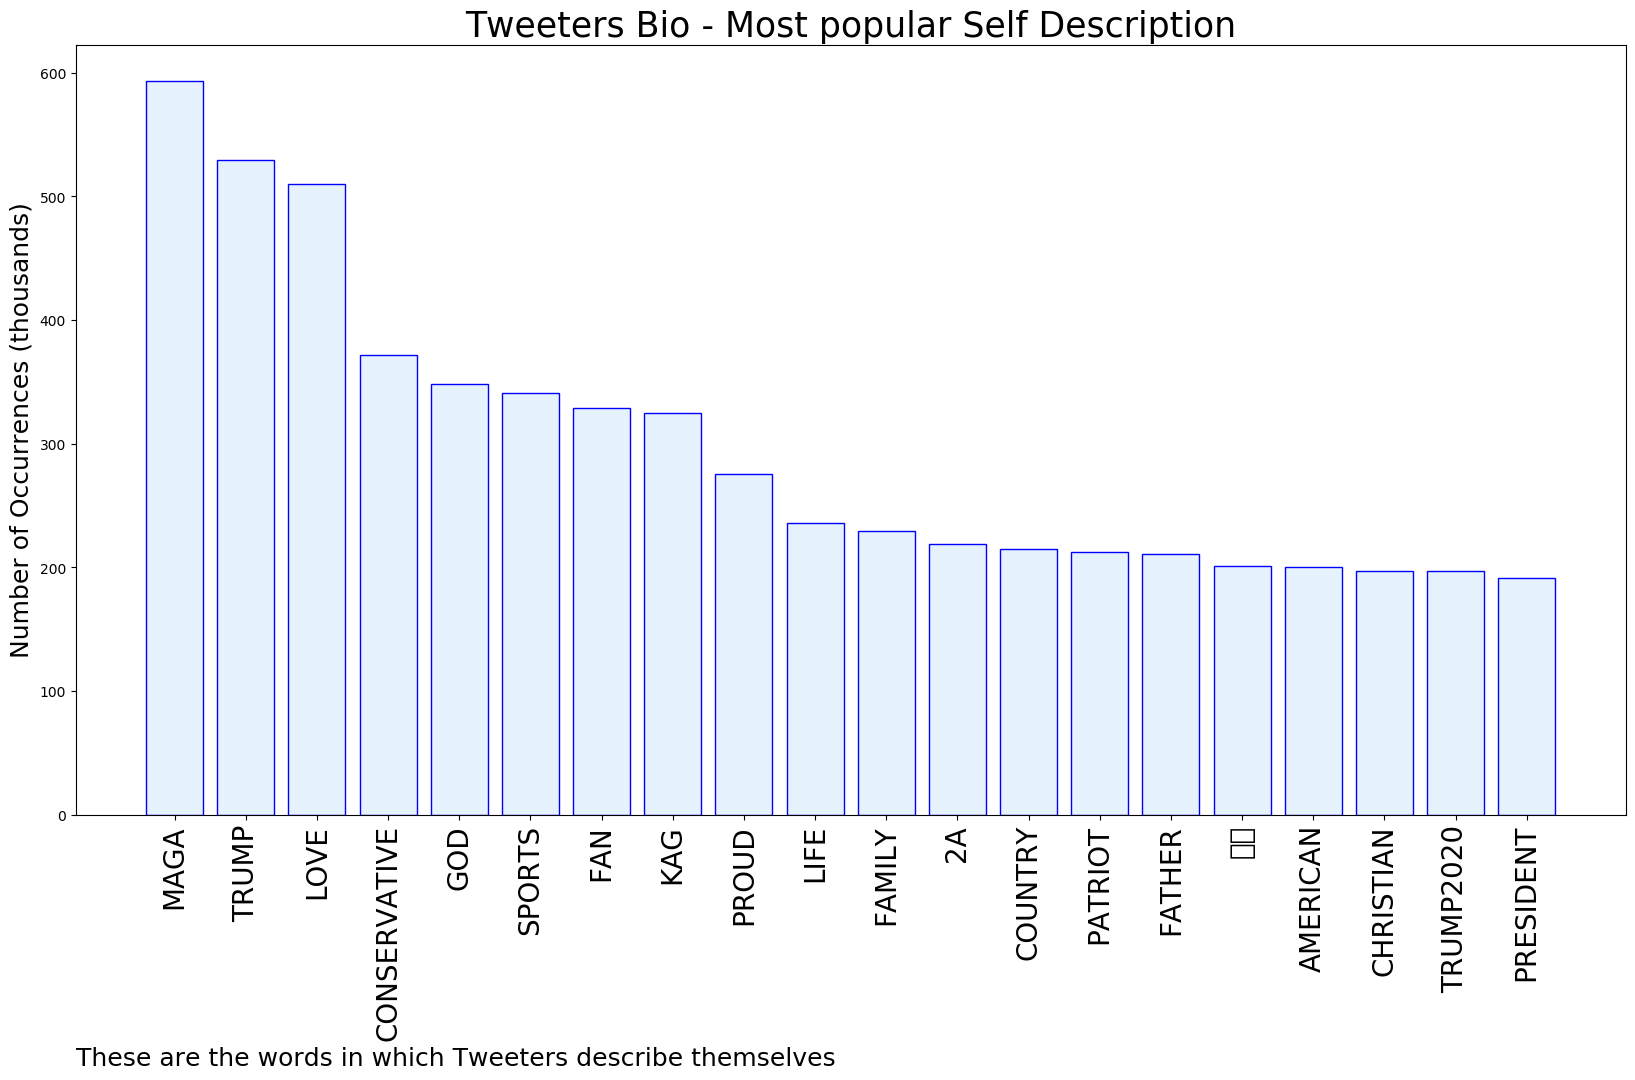 Tweeters Bio - Most popular Self Description
Number of Occurrences (thousands)
600
500
400
300
200
100
0
MAGA
TRUMP
LOVE
CONSERVATIVE
GOD
SPORTS
FAN
KAG
PROUD
LIFE
FAMILY
2A
COUNTRY
PATRIOT
FATHER
AMERICAN
CHRISTIAN
TRUMP2020
PRESIDENT
These are the words in which Tweeters describe themselves